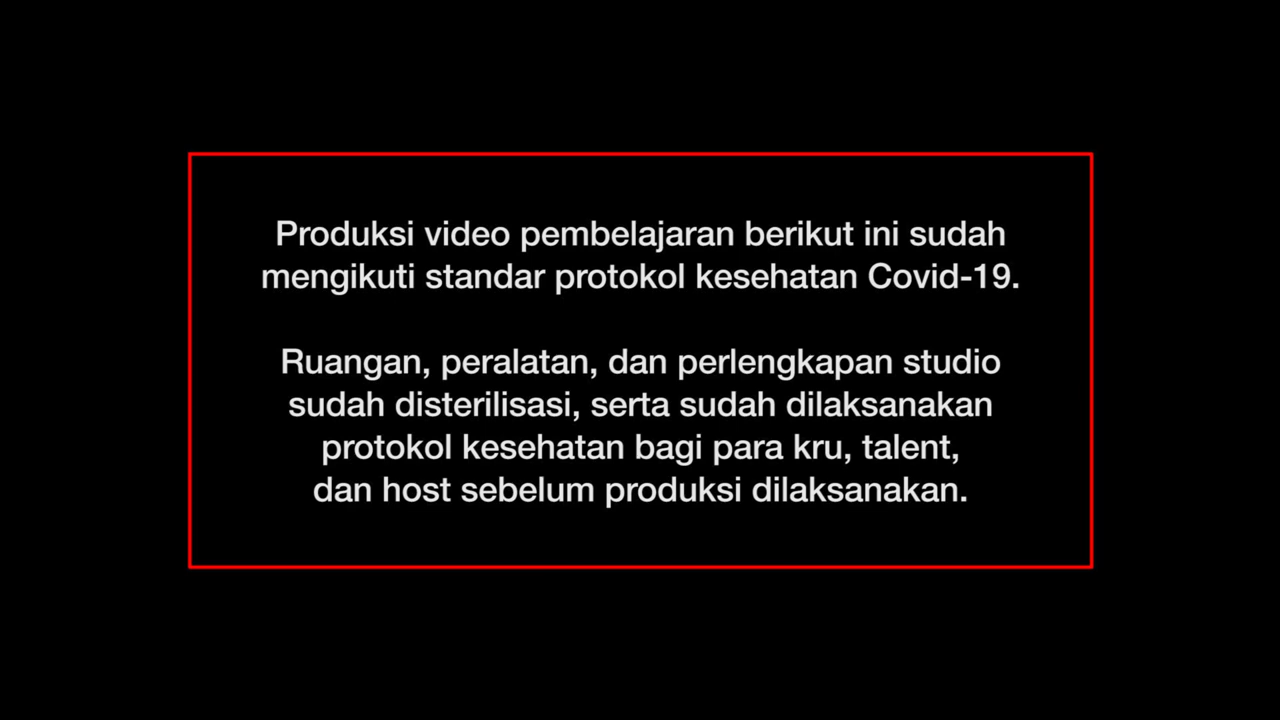 Produksi video pembelajaran berikut ini sudah
mengikuti standar protokol kesehatan Covid-19.
Ruangan, peralatan, dan perlengkapan studio
sudah disterilisasi, serta sudah dilaksanakan
protokol kesehatan bagi para kru, talent,
dan host sebelum produksi dilaksanakan.